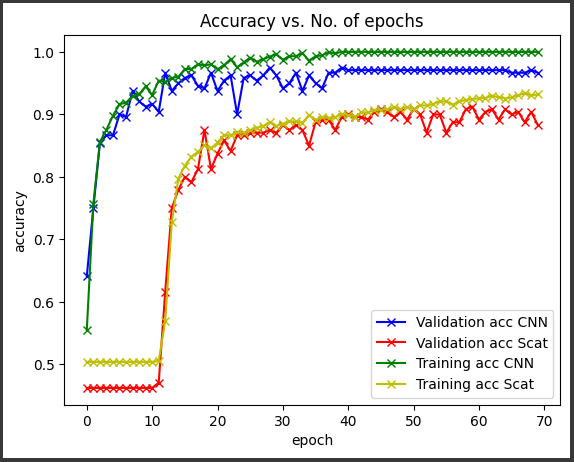 Accuracy vs. No. of epochs
accuracy
1.0
0.9
0.8
0.7
0.6
0.5
Validation acc CNN
Validation acc Scat
Training acc CNN
Training acc Scat
0 10 20 30 40 50 60 70
epoch